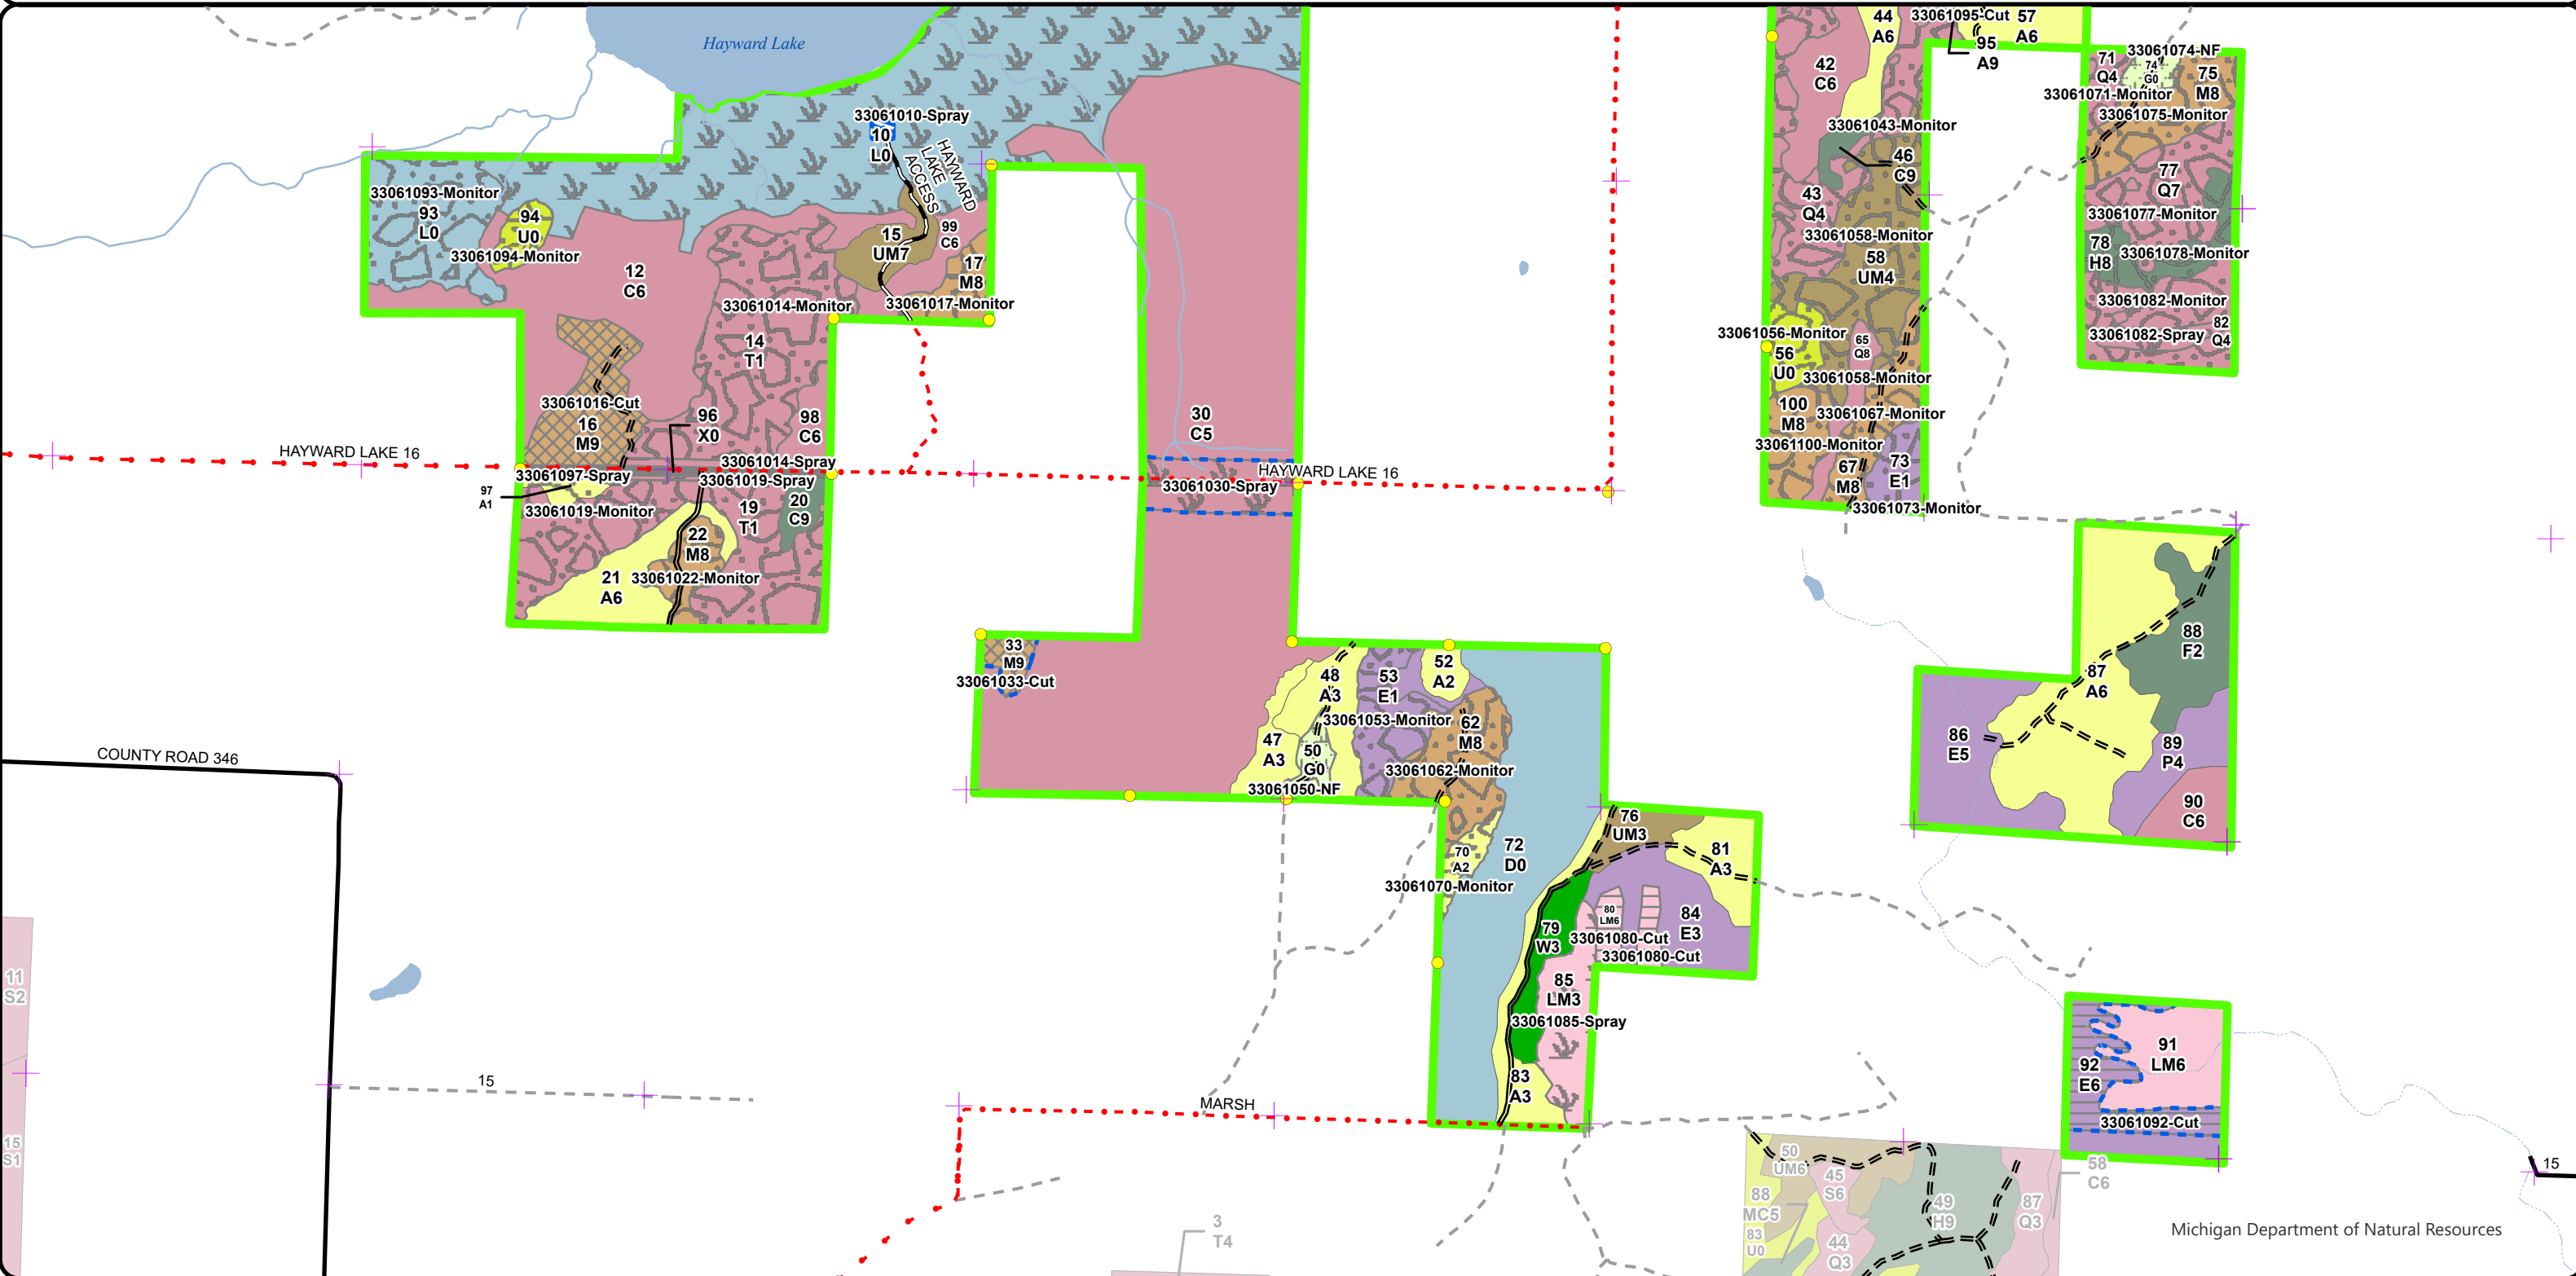 Hayward Lake
44
A6
33061095-Cut
57
A6
95
A9
42
C6
71
Q4
33061074-NF
74
G0
75
M8
33061071-Monitor
33061075-Monitor
33061010-Spray
10
L0
HAYWARD
LAKE
ACCESS
33061043-Monitor
46
C9
77
Q7
33061093-Monitor
93
L0
94
U0
33061094-Monitor
43
Q4
33061077-Monitor
15
UM7
99
C6
33061058-Monitor
78
H8
33061078-Monitor
12
C6
17
M8
58
UM4
33061014-Monitor
33061017-Monitor
33061082-Monitor
33061082-Spray
82
Q4
14
T1
33061056-Monitor
56
U0
65
Q8
33061058-Monitor
33061016-Cut
16
M9
96
X0
98
C6
30
C5
100
M8
33061067-Monitor
33061100-Monitor
HAYWARD LAKE 16
33061014-Spray
HAYWARD LAKE 16
67
M8
73
E1
33061097-Spray
33061019-Spray
33061030-Spray
97
A1
33061019-Monitor
19
T1
20
C9
33061073-Monitor
22
M8
21
A6
33061022-Monitor
33
M9
33061033-Cut
48
A3
53
E1
52
A2
88
F2
87
A6
33061053-Monitor
62
M8
47
A3
50
G0
86
E5
89
P4
COUNTY ROAD 346
33061062-Monitor
33061050-NF
90
C6
76
UM3
72
D0
70
A2
81
A3
33061070-Monitor
80
LM6
84
E3
79
W3
33061080-Cut
33061080-Cut
11
S2
85
LM3
33061085-Spray
91
LM6
92
E6
15
83
A3
MARSH
33061092-Cut
15
S1
50
UM6
45
S6
58
C6
15
88
MC5
49
H9
87
Q3
3
T4
83
U0
44
Q3
Michigan Department of Natural Resources